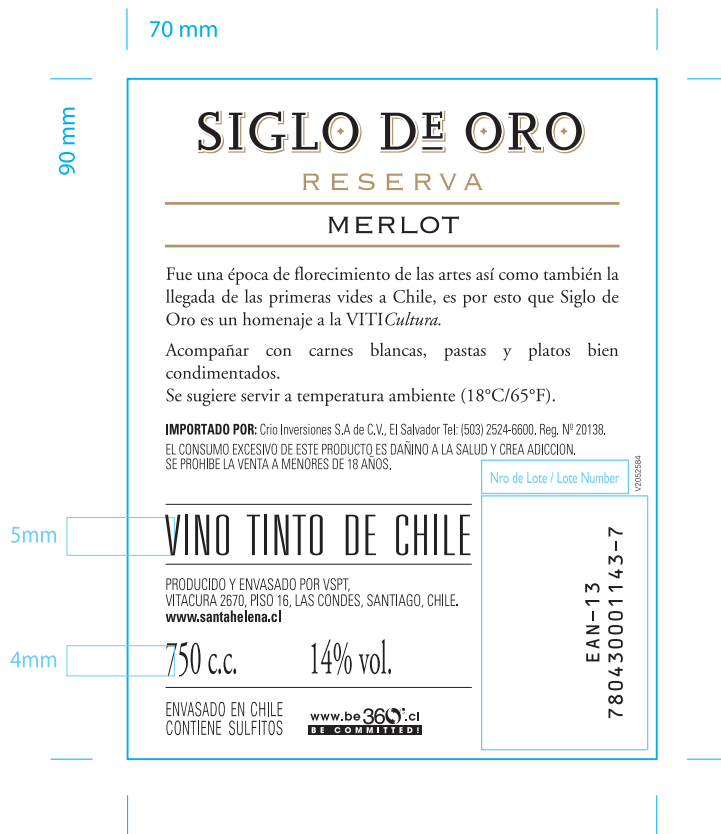 70 mm
90 mm
SIGLO DE ORO
RESERVA
MERLOT
Fue una época de florecimiento de las artes así como también la
llegada de las primeras vides a Chile, es por esto que Siglo de
Oro es un homenaje a la VITICultura.
Acompañar con carnes blancas, pastas y platos bien
condimentados.
Se sugiere servir a temperatura ambiente (18°C/65°F).
IMPORTADO POR: Crio Inversiones S.A de C.V., El Salvador Tel: (503) 2524-6600. Reg. Nº 20138.
EL CONSUMO EXCESIVO DE ESTE PRODUCTO ES DAÑINO A LA SALUD Y CREA ADICCION.
SE PROHIBE LA VENTA A MENORES DE 18 AÑOS.
Nro de Lote / Lote Number
V2052584
5mm
VINO TINTO DE CHILE
PRODUCIDO Y ENVASADO POR VSPT,
VITACURA 2670, PISO 16, LAS CONDES, SANTIAGO, CHILE.
www.santahelena.cl
EAN-13
7804300001143-7
4mm
750 c.c. 14% vol.
ENVASADO EN CHILE
CONTIENE SULFITOS
www.be360°.cl
BE COMMITTED!